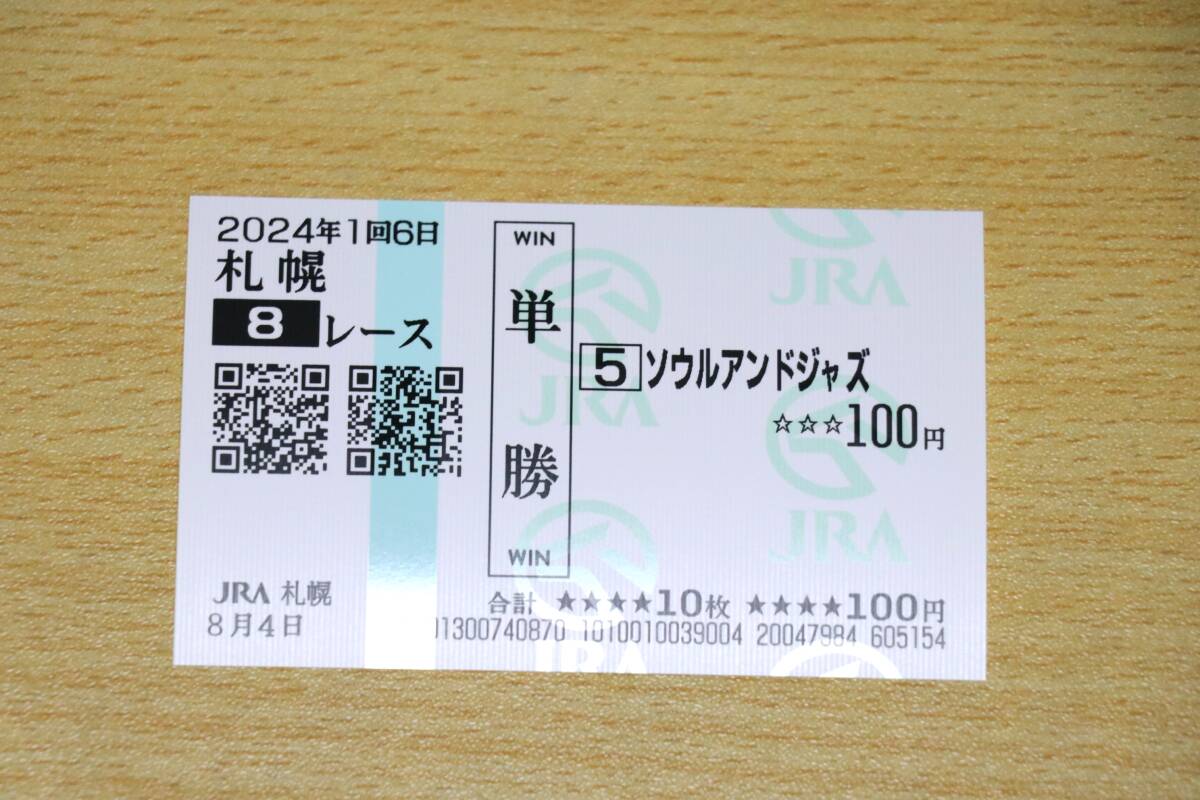 2024年1回6日
札幌
8レース
WIN
単勝
WIN
5 ソウルアンドジャズ
☆☆☆100円
JRA
JRA
JRA
JRA
JRA 札幌
8月4日
合計 ★★★★10枚 ★★★★100円
01300740870 1010010039004 20047984 605154